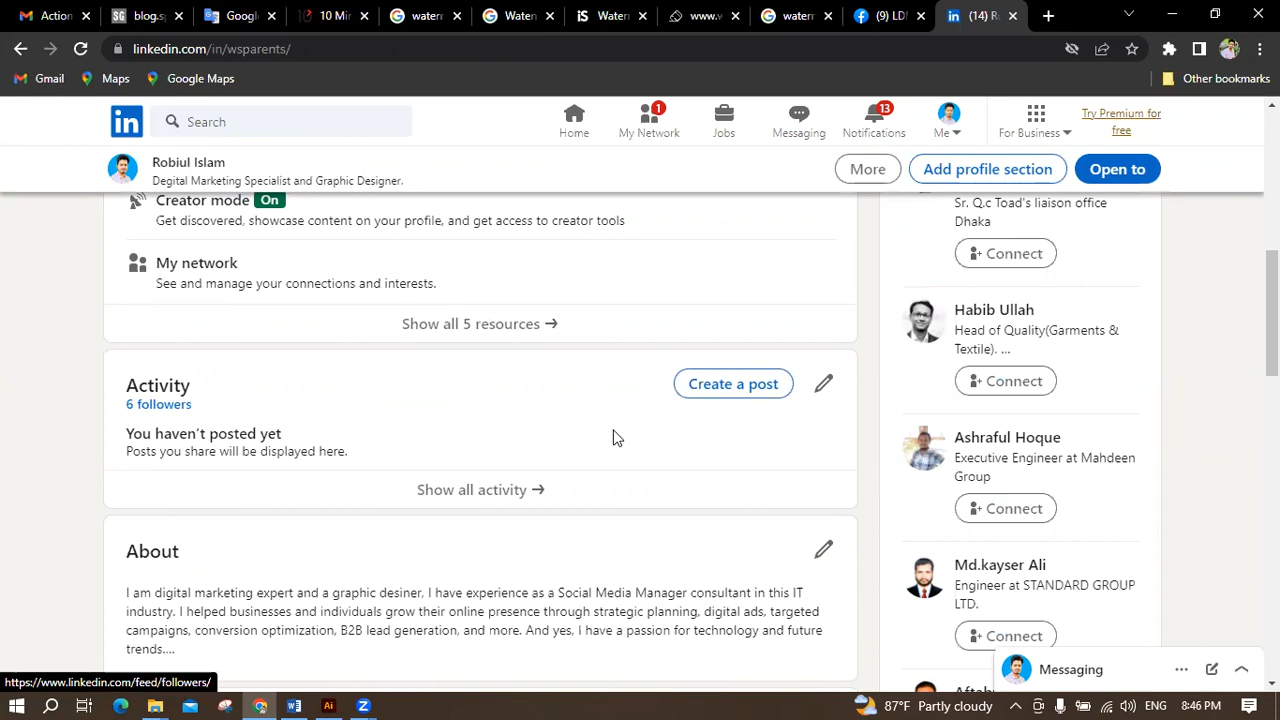 Action
blog.s
Google
10 Min
watern
Waten
Watern
www.v
watern
(9) LDI
(14) Ro
linkedin.com/in/wsparents/
Gmail
Maps
Google Maps
Other bookmarks
in
Search
Home
1
My Network
Jobs
Messaging
13
Notifications
Me
For Business
Try Premium for
free
Robiul Islam
Degital Marketing Specialist and Graphic Designer.
More
Add profile section
Open to
Creator mode On
Get discovered, showcase content on your profile, and get access to creator tools
My network
See and manage your connections and interests.
Show all 5 resources →
Activity
6 followers
Create a post
You haven't posted yet
Posts you share will be displayed here.
Show all activity →
About
I am digital marketing expert and a graphic desiner, I have experience as a Social Media Manager consultant in this IT
industry. I helped businesses and individuals grow their online presence through strategic planning, digital ads, targeted
campaigns, conversion optimization, B2B lead generation, and more. And yes, I have a passion for technology and future
trends....
Sr. Q.c Toad's liaison office
Dhaka
Connect
Habib Ullah
Head of Quality(Garments &
Textile). ...
Connect
Ashraful Hoque
Executive Engineer at Mahdeen
Group
Connect
Md.kayser Ali
Engineer at STANDARD GROUP
LTD.
Connect
Messaging
https://www.linkedin.com/feed/followers/
87°F Partly cloudy
ENG
8:46 PM